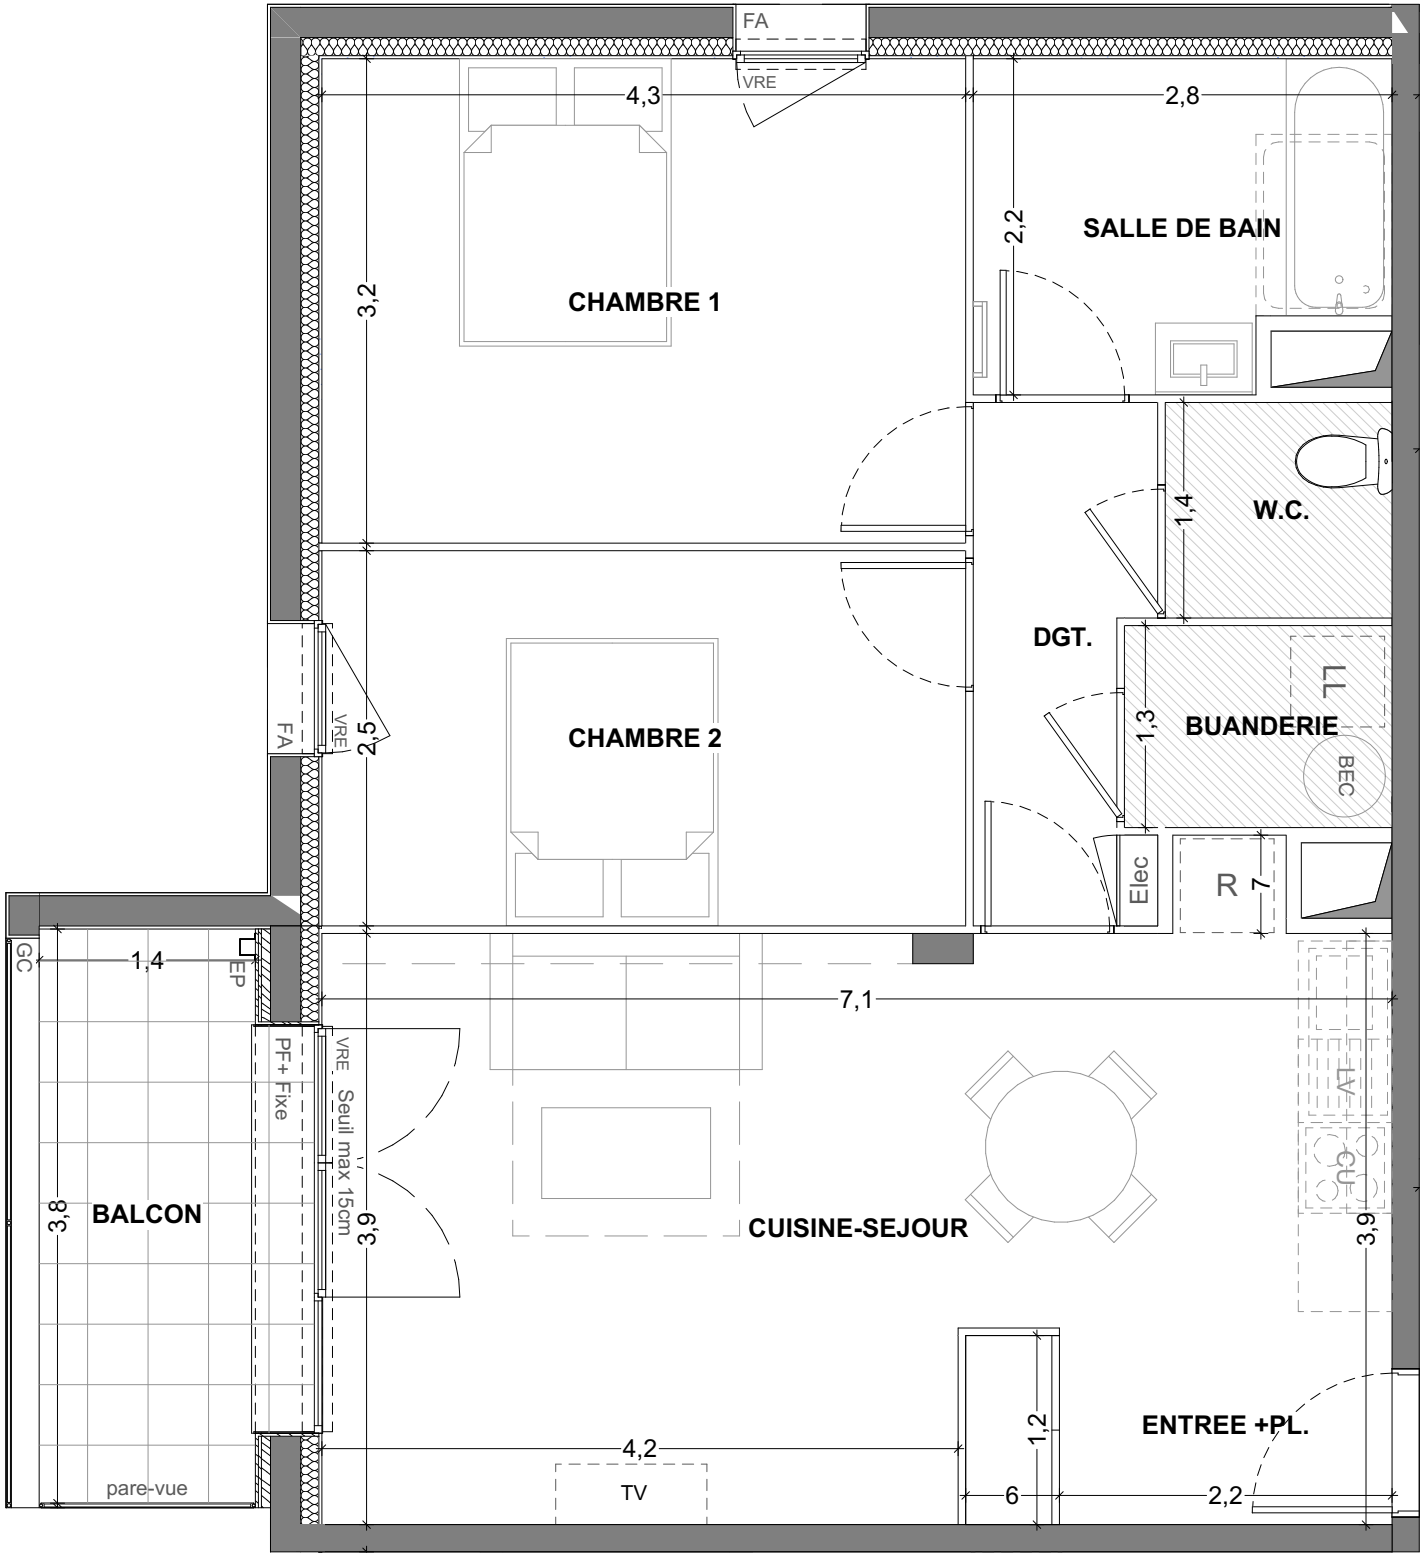 FA
VRE
4,3
2,8
2,2
SALLE DE BAIN
3,2
CHAMBRE 1
1,4
W.C.
DGT.
LL
FA
VRE
2,5
CHAMBRE 2
1,3
BUANDERIE
BEC
Elec
R
7
GC
1,4
EP
7,1
PF+ Fixe
VRE
Seuil max 15cm
LV
CU
3,8
BALCON
3,9
CUISINE-SEJOUR
3,9
1,2
ENTREE +PL.
4,2
pare-vue
TV
6
2,2